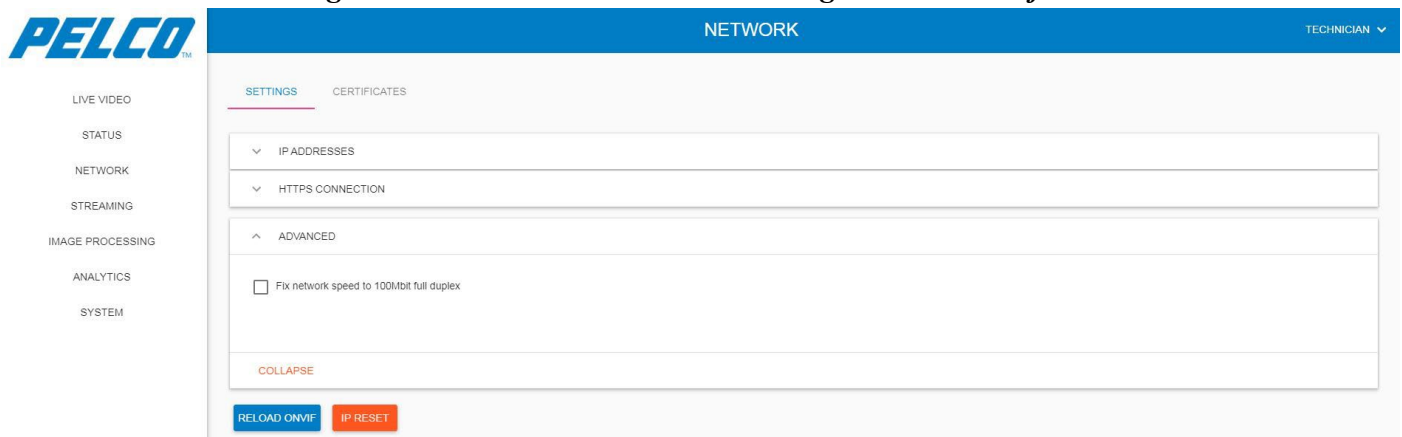 PELCO™
NETWORK
TECHNICIAN
LIVE VIDEO
STATUS
NETWORK
STREAMING
IMAGE PROCESSING
ANALYTICS
SYSTEM
SETTINGS CERTIFICATES
IP ADDRESSES
HTTPS CONNECTION
ADVANCED
Fix network speed to 100Mbit full duplex
COLLAPSE
RELOAD ONVIF IP RESET